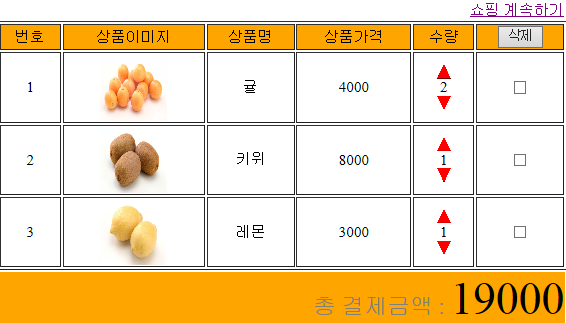 쇼핑 계속하기
번호 상품이미지 상품명 상품가격 수량 삭제
1 귤 4000 ▲ 2 ▼
2 키위 8000 ▲ 1 ▼
3 레몬 3000 ▲ 1 ▼
총 결제금액 : 19000